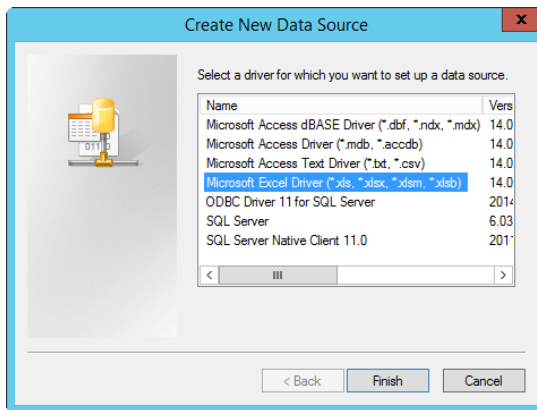 Create New Data Source
x
Select a driver for which you want to set up a data source.
Name Vers
Microsoft Access dBASE Driver (*.dbf, *.ndx, *.mdx) 14.0
Microsoft Access Driver (*.mdb, *.accdb) 14.0
Microsoft Access Text Driver (*.txt, *.csv) 14.0
Microsoft Excel Driver (*.xls, *.xlsx, *.xlsm, *.xlsb) 14.0
ODBC Driver 11 for SQL Server 2014
SQL Server 6.03
SQL Server Native Client 11.0 2011
< Back Finish Cancel